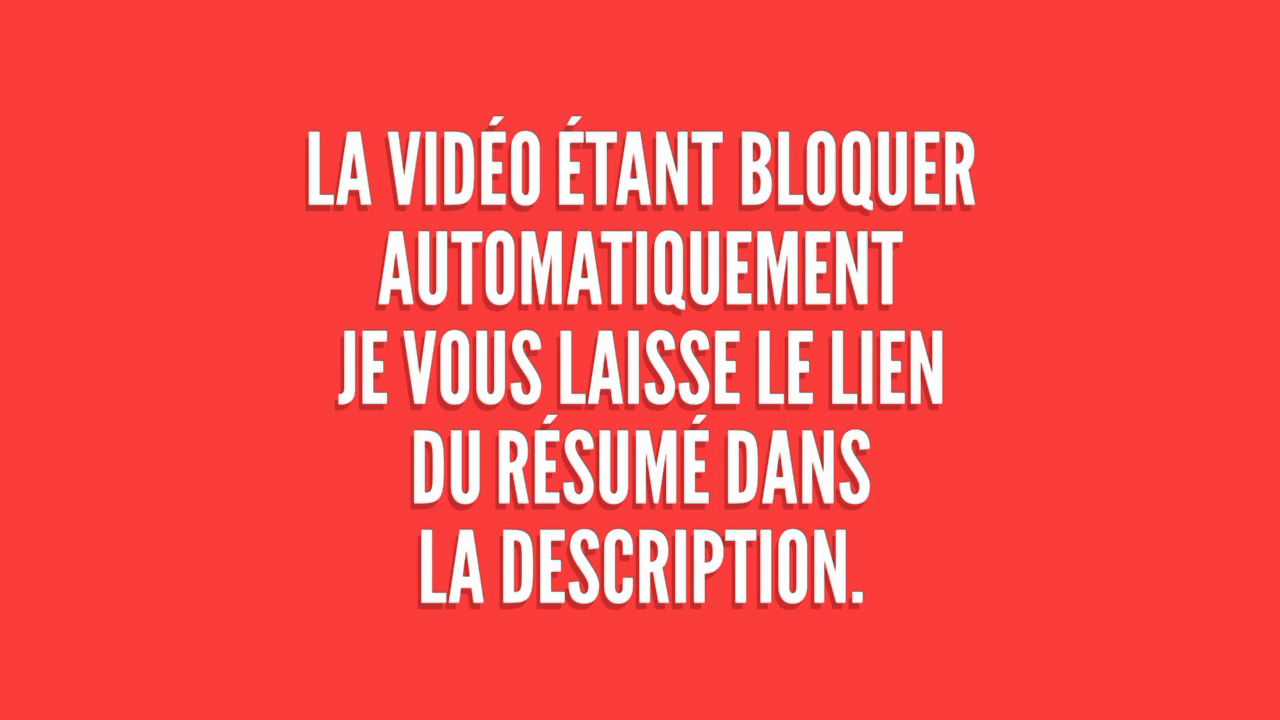 LA VIDÉO ÉTANT BLOQUER
AUTOMATIQUEMENT
JE VOUS LAISSE LE LIEN
DU RÉSUMÉ DANS
LA DESCRIPTION.